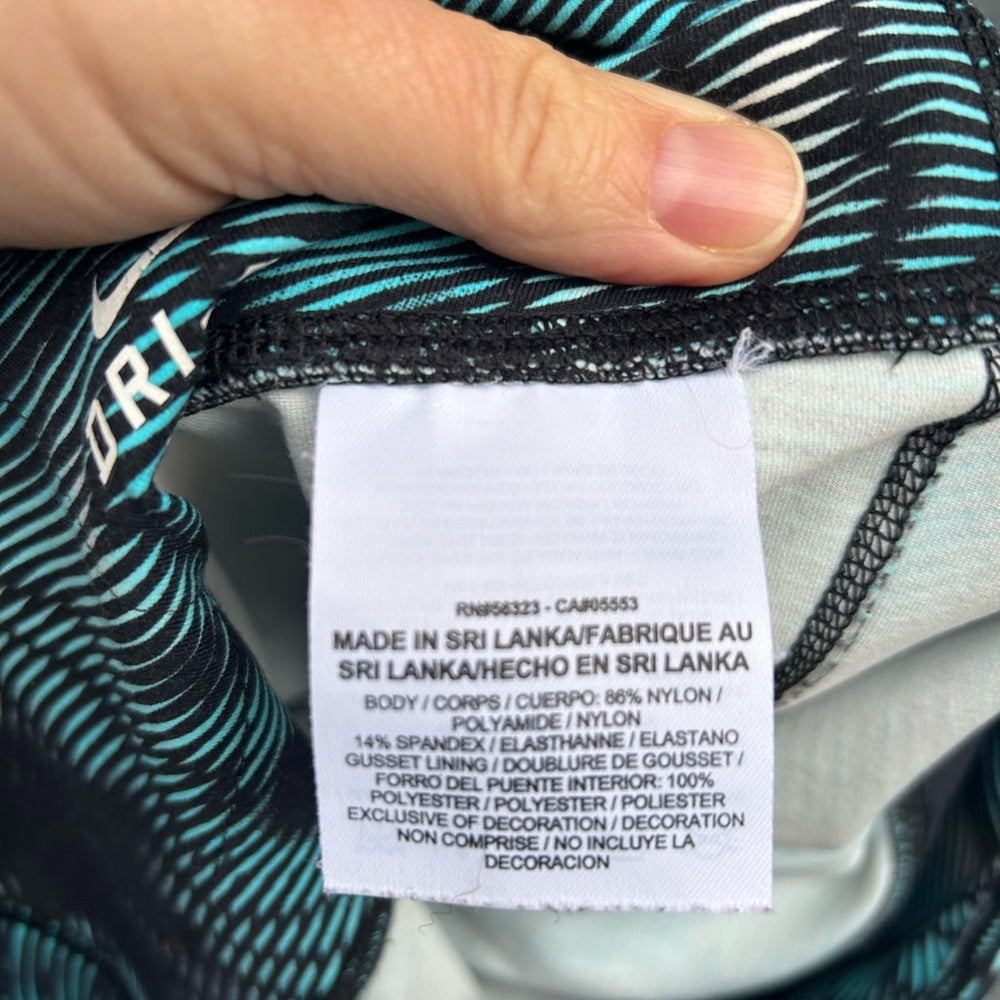 DRI
RN#56323 - CA#05553
MADE IN SRI LANKA/FABRIQUE AU
SRI LANKA/HECHO EN SRI LANKA
BODY / CORPS / CUERPO: 86% NYLON /
POLYAMIDE / NYLON
14% SPANDEX / ELASTHANNE / ELASTANO
GUSSET LINING / DOUBLURE DE GOUSSET /
FORRO DEL PUENTE INTERIOR: 100%
POLYESTER / POLYESTER / POLIESTER
EXCLUSIVE OF DECORATION / DECORATION
NON COMPRISE / NO INCLUYE LA
DECORACION